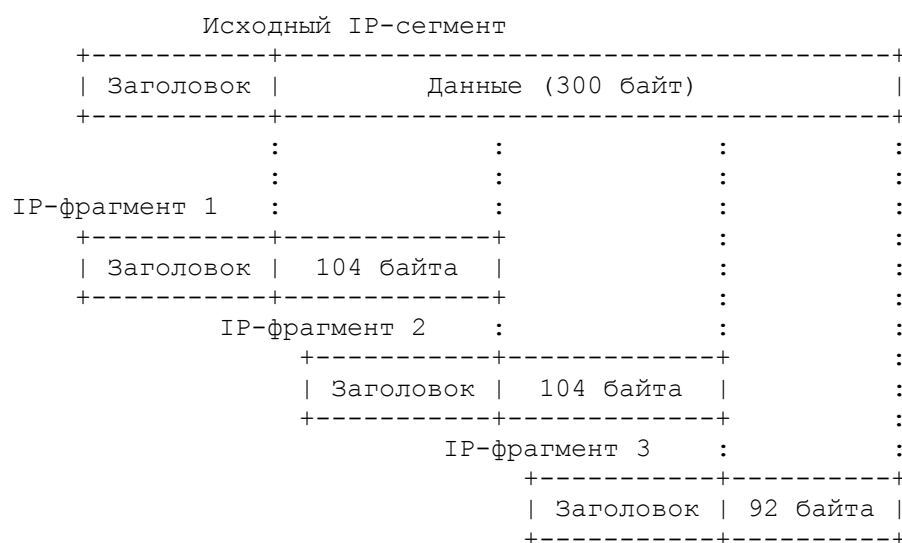 Исходный IP-сегмент
Заголовок | Данные (300 байт)
IP-фрагмент 1
Заголовок | 104 байта
IP-фрагмент 2
Заголовок | 104 байта
IP-фрагмент 3
Заголовок | 92 байта